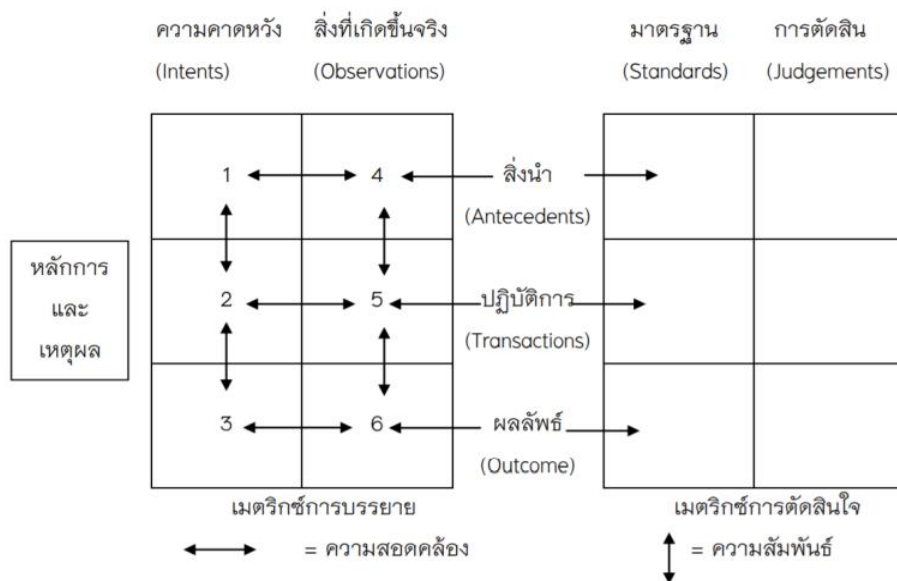 ความคาดหวัง สิ่งที่เกิดขึ้นจริง มาตรฐาน การตัดสิน
(Intents) (Observations) (Standards) (Judgements)
1 4 สิ่งนำ
(Antecedents)
หลักการ
และ
เหตุผล
2 5 ปฏิบัติการ
(Transactions)
3 6 ผลลัพธ์
(Outcome)
เมตริกซ์การบรรยาย เมตริกซ์การตัดสินใจ
= ความสอดคล้อง = ความสัมพันธ์